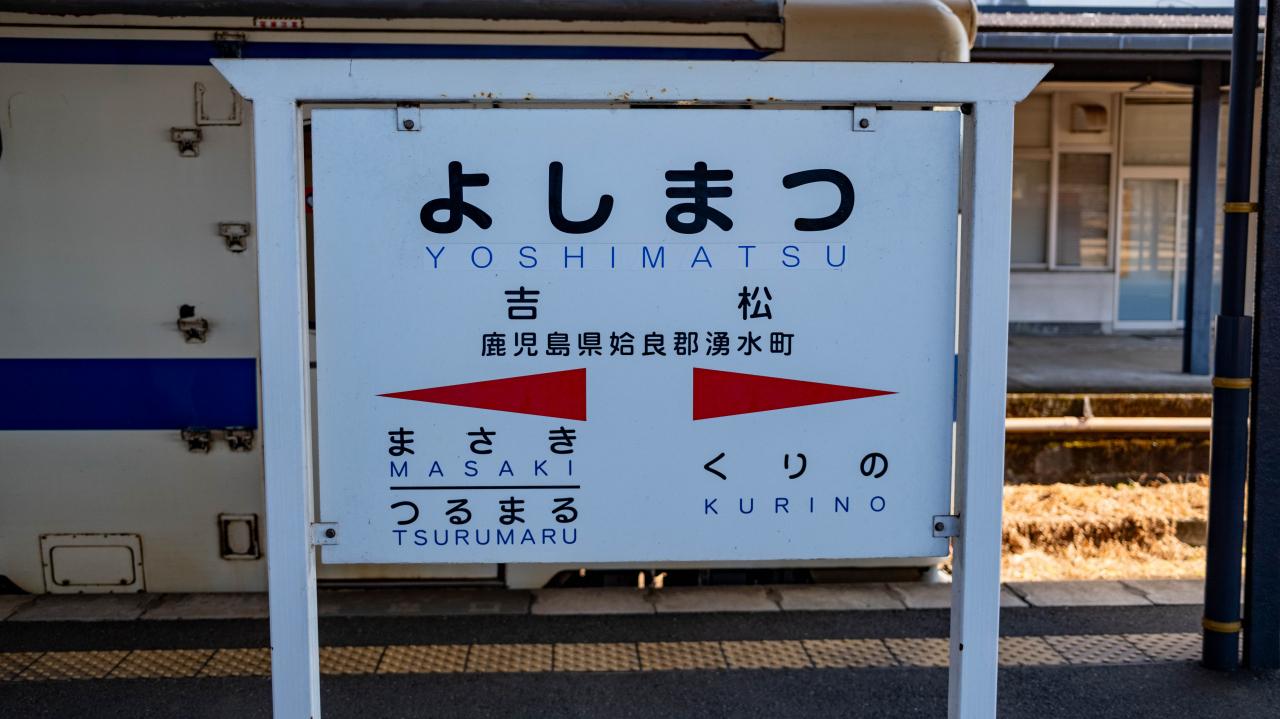 よしまつ
YOSHIMATSU
吉松
鹿児島県姶良郡湧水町
まさき
MASAKI
つるまる
TSURUMARU
くりの
KURINO